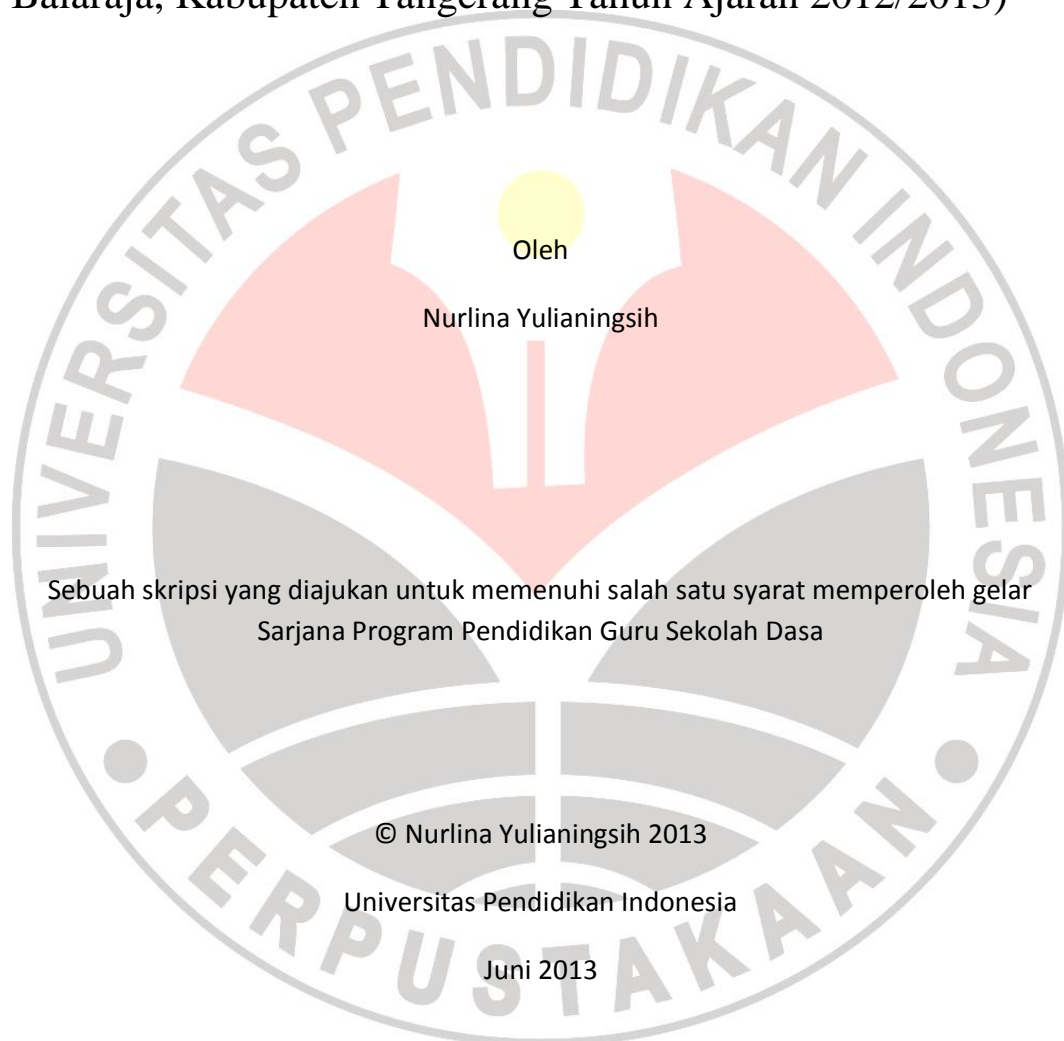 Balaraja, Kabupaten Tangerang Tahun Ajaran 2012/2013)
UNIVERSITAS PENDIDIKAN INDONESIA
Oleh
Nurlina Yulianingsih
Sebuah skripsi yang diajukan untuk memenuhi salah satu syarat memperoleh gelar
Sarjana Program Pendidikan Guru Sekolah Dasa
© Nurlina Yulianingsih 2013
Universitas Pendidikan Indonesia
Juni 2013
PERPUSTAKAAN